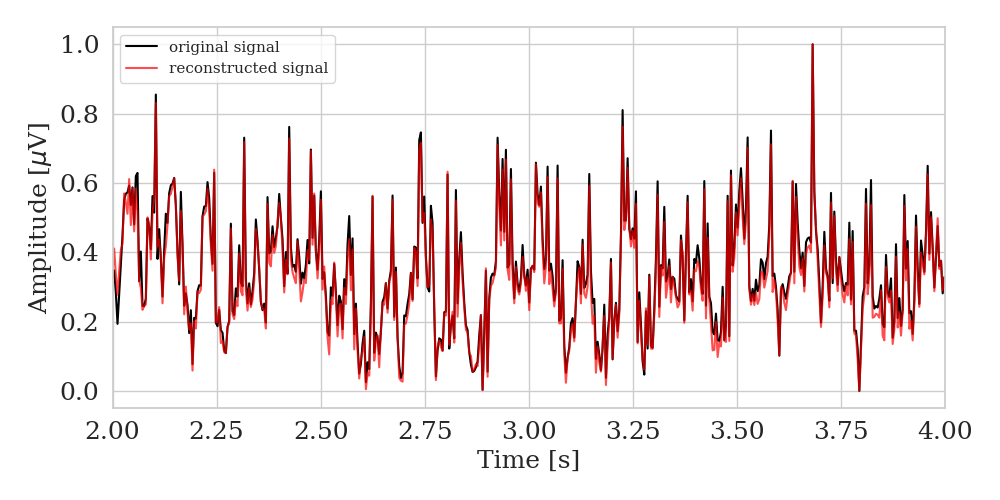 original signal
reconstructed signal
Amplitude [μV]
1.0
0.8
0.6
0.4
0.2
0.0
2.00 2.25 2.50 2.75 3.00 3.25 3.50 3.75 4.00
Time [s]